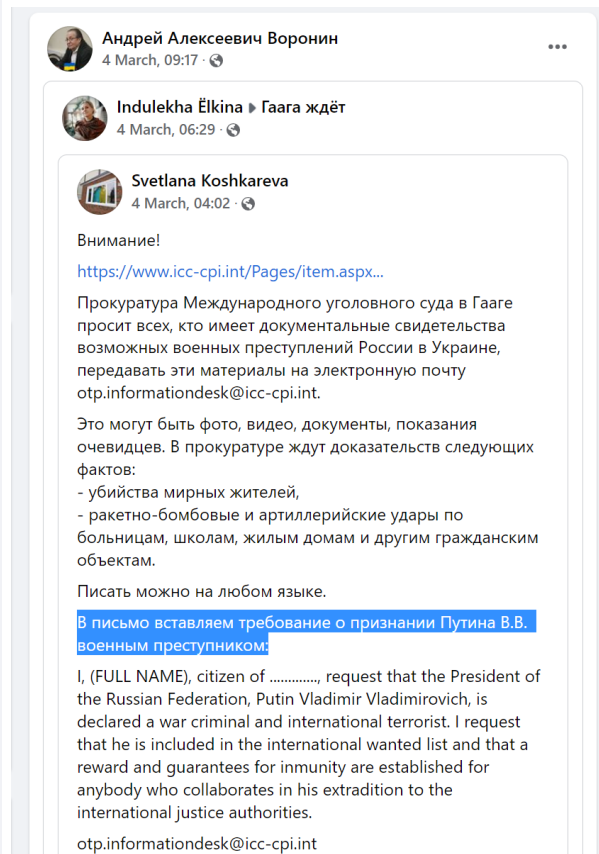 Андрей Алексеевич Воронин
4 March, 09:17 ·
Indulekha Ëlkina ▸ Гаага ждёт
4 March, 06:29 ·
Svetlana Koshkareva
4 March, 04:02 ·
Внимание!
https://www.icc-cpi.int/Pages/item.aspx...
Прокуратура Международного уголовного суда в Гааге
просит всех, кто имеет документальные свидетельства
возможных военных преступлений России в Украине,
передавать эти материалы на электронную почту
otp.informationdesk@icc-cpi.int.
Это могут быть фото, видео, документы, показания
очевидцев. В прокуратуре ждут доказательств следующих
фактов:
- убийства мирных жителей,
- ракетно-бомбовые и артиллерийские удары по
больницам, школам, жилым домам и другим гражданским
объектам.
Писать можно на любом языке.
В письмо вставляем требование о признании Путина В.В.
военным преступником:
I, (FULL NAME), citizen of ............., request that the President of
the Russian Federation, Putin Vladimir Vladimirovich, is
declared a war criminal and international terrorist. I request
that he is included in the international wanted list and that a
reward and guarantees for inmunity are established for
anybody who collaborates in his extradition to the
international justice authorities.
otp.informationdesk@icc-cpi.int